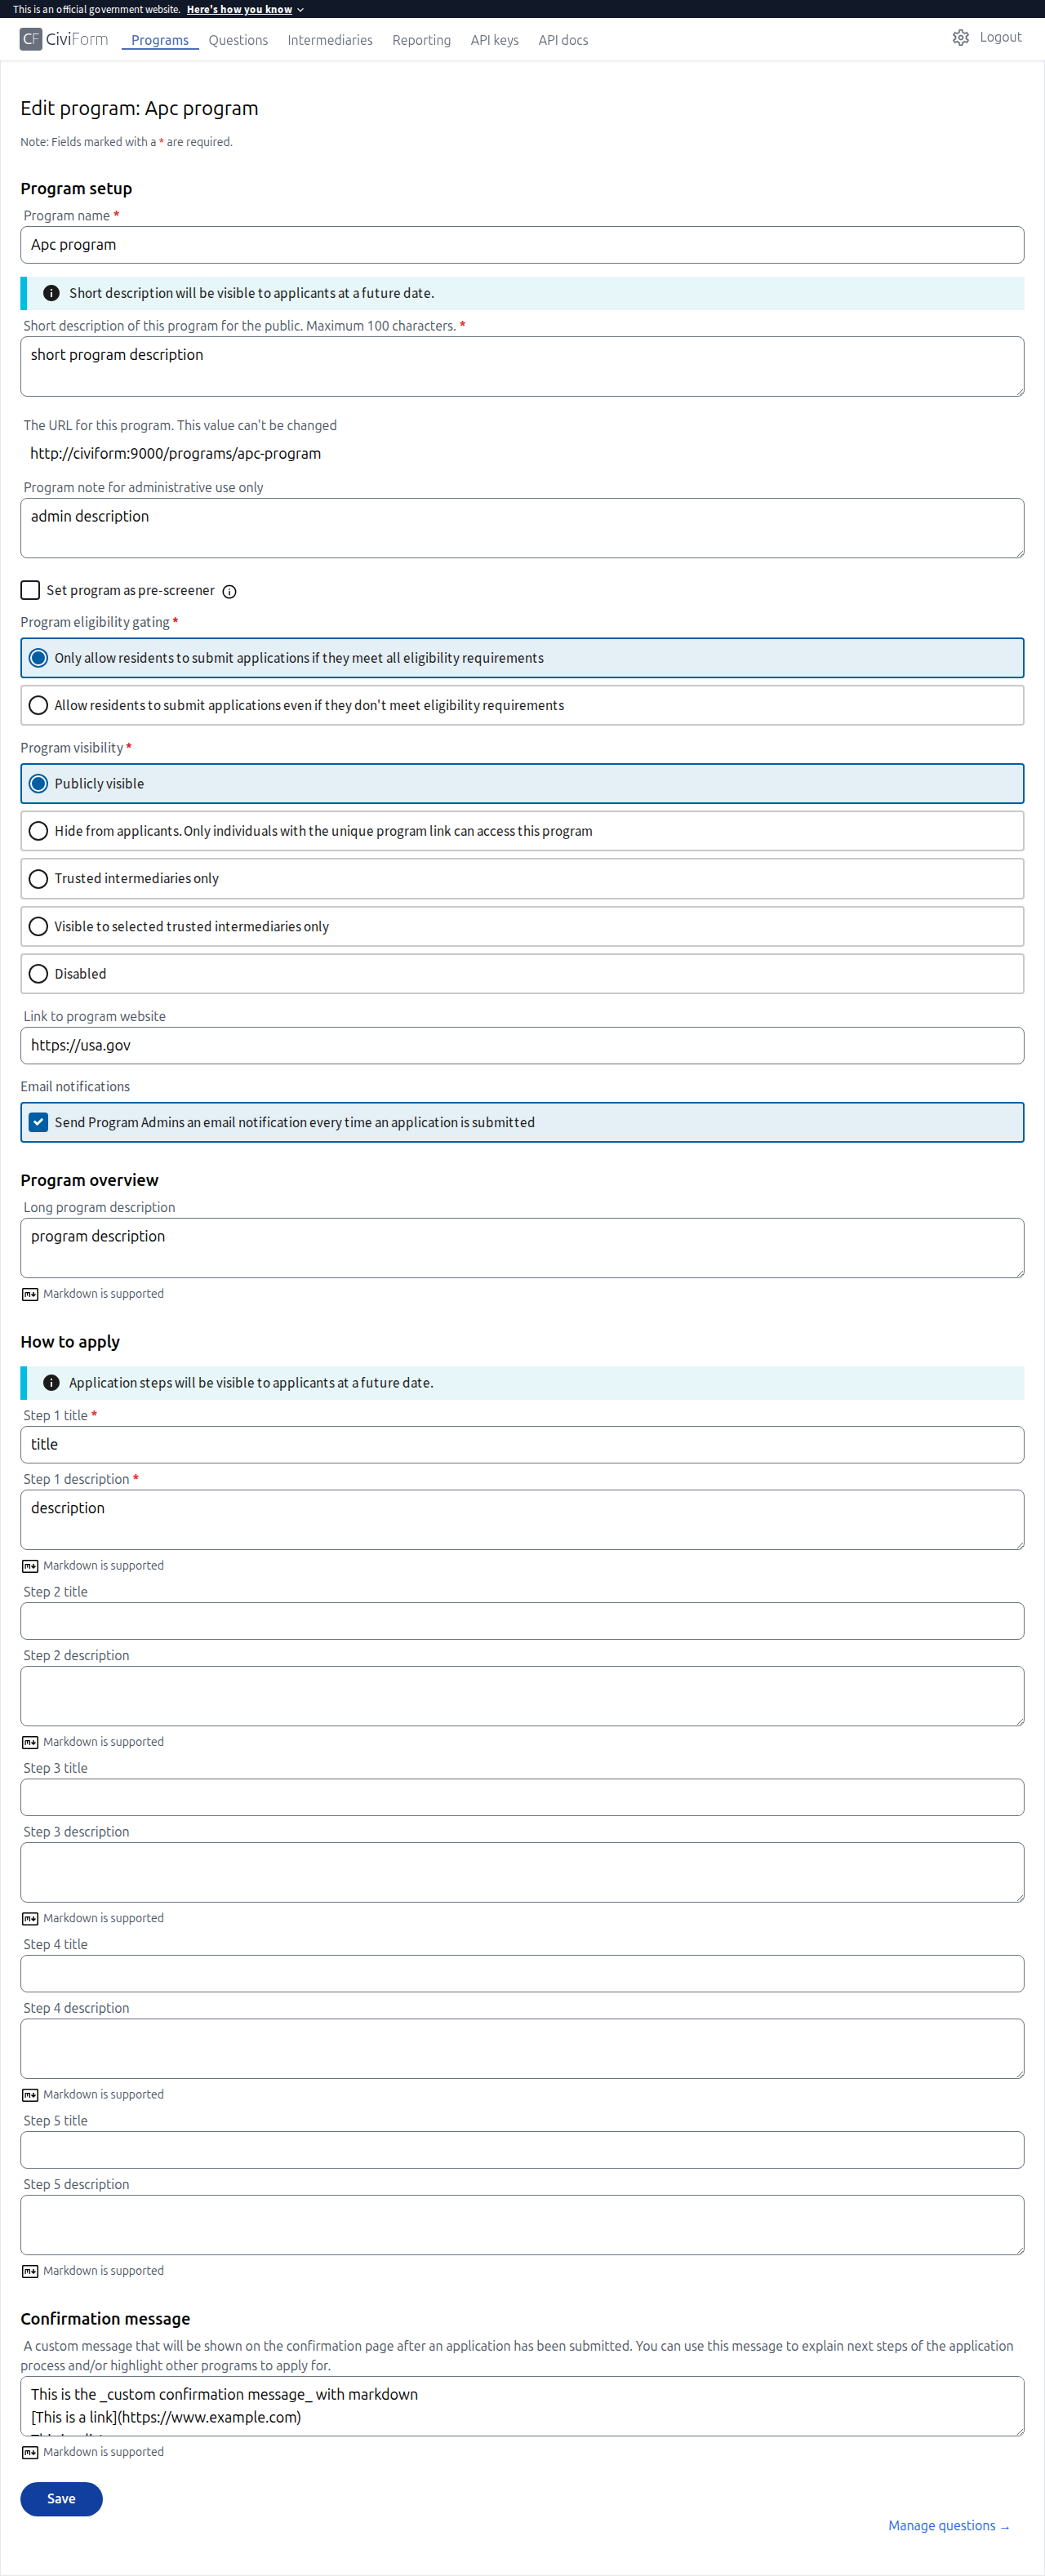 This is an official government website. Here's how you know
CF CiviForm Programs Questions Intermediaries Reporting API keys API docs Logout
Edit program: Apc program
Note: Fields marked with a * are required.
Program setup
Program name *
Apc program
Short description will be visible to applicants at a future date.
Short description of this program for the public. Maximum 100 characters. *
short program description
The URL for this program. This value can't be changed
http://civiform:9000/programs/apc-program
Program note for administrative use only
admin description
Set program as pre-screener
Program eligibility gating *
Only allow residents to submit applications if they meet all eligibility requirements
Allow residents to submit applications even if they don't meet eligibility requirements
Program visibility *
Publicly visible
Hide from applicants. Only individuals with the unique program link can access this program
Trusted intermediaries only
Visible to selected trusted intermediaries only
Disabled
Link to program website
https://usa.gov
Email notifications
Send Program Admins an email notification every time an application is submitted
Program overview
Long program description
program description
Markdown is supported
How to apply
Application steps will be visible to applicants at a future date.
Step 1 title *
title
Step 1 description *
description
Markdown is supported
Step 2 title
Step 2 description
Markdown is supported
Step 3 title
Step 3 description
Markdown is supported
Step 4 title
Step 4 description
Markdown is supported
Step 5 title
Step 5 description
Markdown is supported
Confirmation message
A custom message that will be shown on the confirmation page after an application has been submitted. You can use this message to explain next steps of the application
process and/or highlight other programs to apply for.
This is the _custom confirmation message_ with markdown
[This is a link](https://www.example.com)
Markdown is supported
Save
Manage questions →